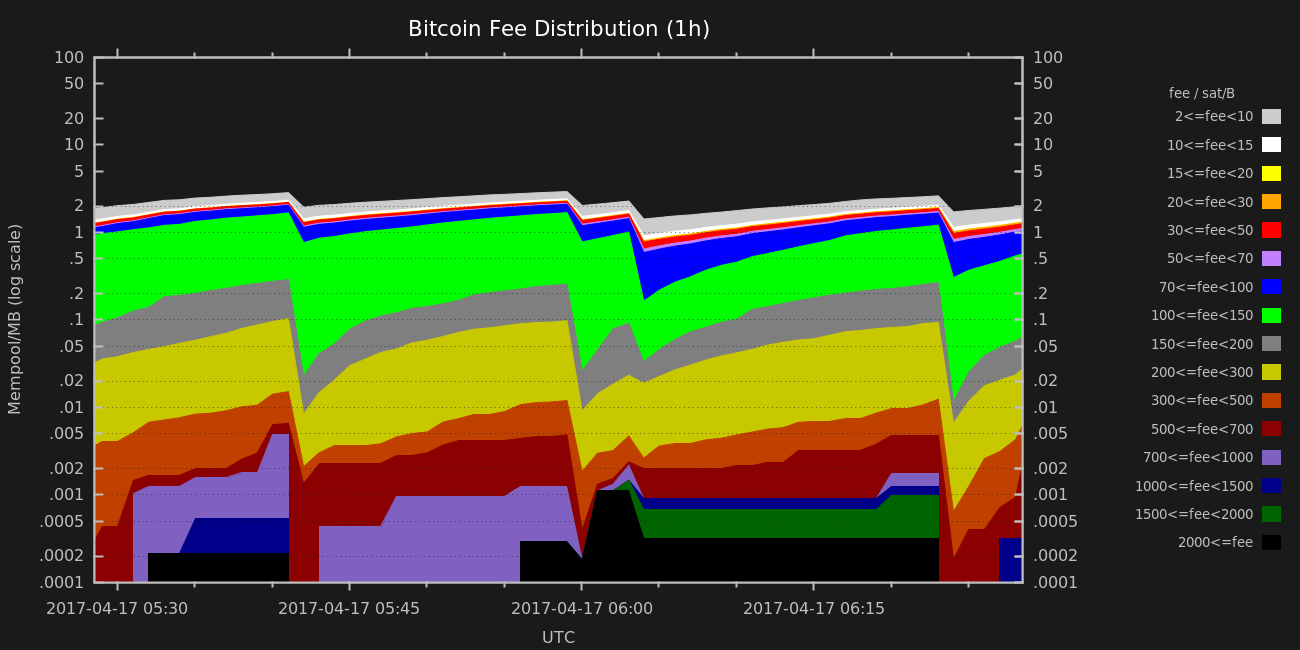 Bitcoin Fee Distribution (1h)
100 100
50 50
20 20
10 10
5 5
2 2
1 1
.5 .5
.2 .2
.1 .1
.05 .05
.02 .02
.01 .01
.005 .005
.002 .002
.001 .001
.0005 .0005
.0002 .0002
.0001 .0001
Mempool/MB (log scale)
2017-04-17 05:30 2017-04-17 05:45 2017-04-17 06:00 2017-04-17 06:15
UTC
fee / sat/B
2<=fee<10
10<=fee<15
15<=fee<20
20<=fee<30
30<=fee<50
50<=fee<70
70<=fee<100
100<=fee<150
150<=fee<200
200<=fee<300
300<=fee<500
500<=fee<700
700<=fee<1000
1000<=fee<1500
1500<=fee<2000
2000<=fee